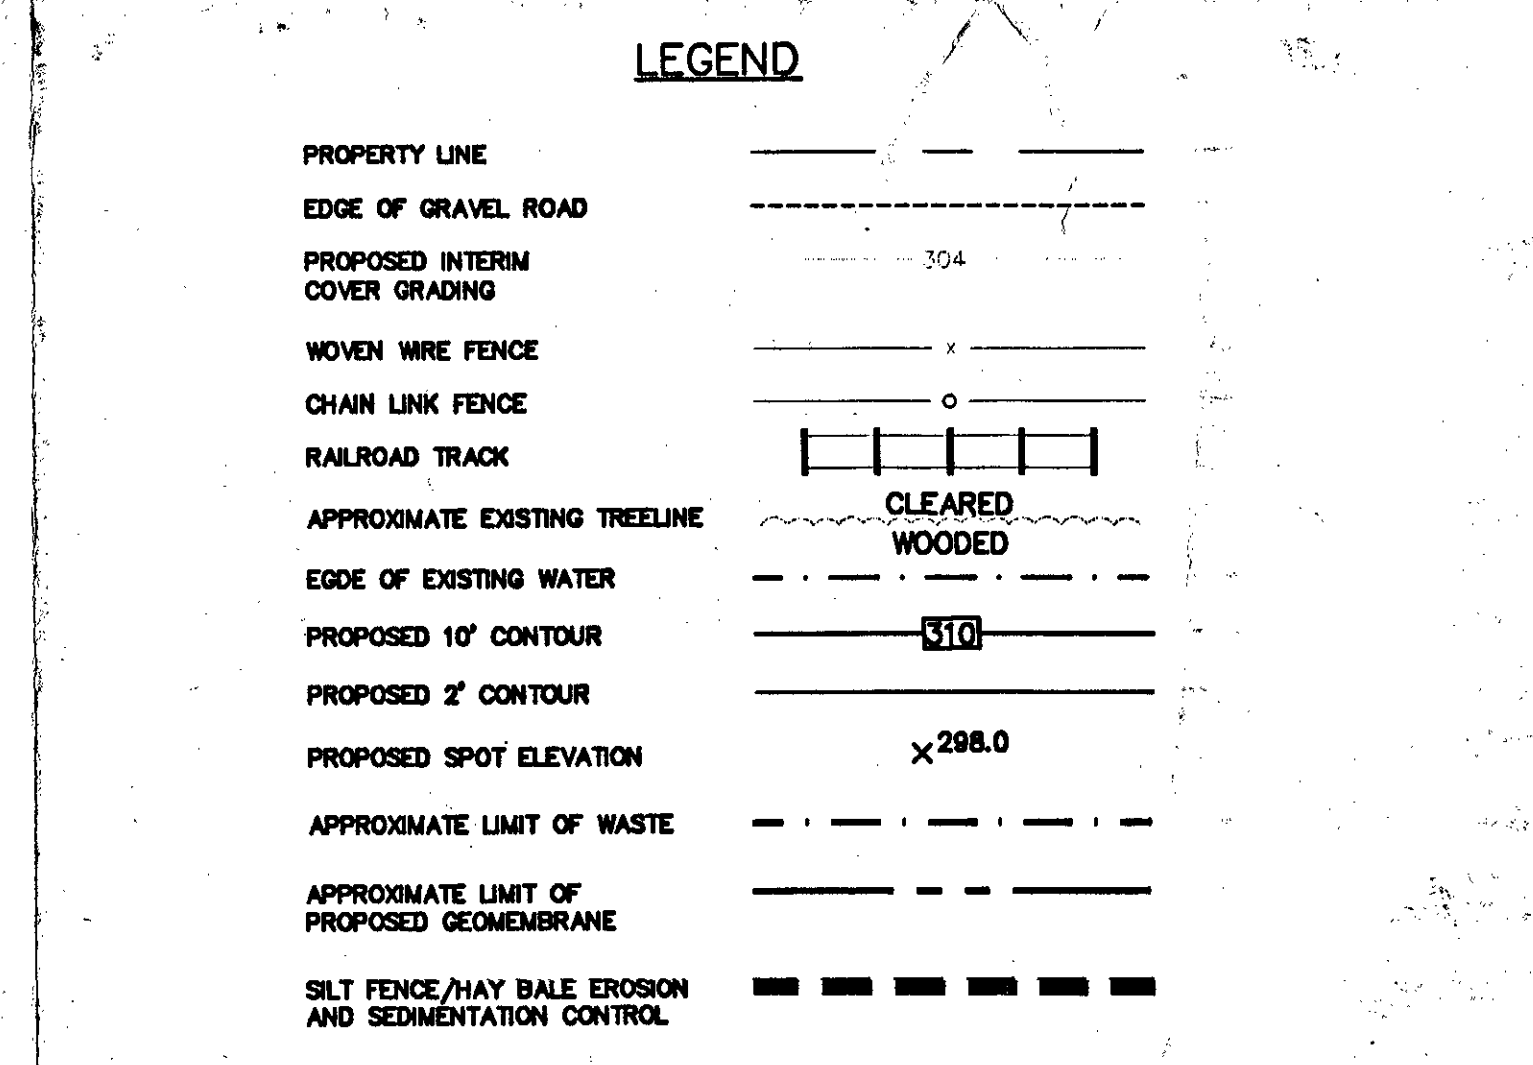 LEGEND
PROPERTY LINE
EDGE OF GRAVEL ROAD
PROPOSED INTERIM
COVER GRADING
304
WOVEN WIRE FENCE
x
CHAIN LINK FENCE
RAILROAD TRACK
APPROXIMATE EXISTING TREELINE
CLEARED
WOODED
EGDE OF EXISTING WATER
PROPOSED 10' CONTOUR
310
PROPOSED 2' CONTOUR
PROPOSED SPOT ELEVATION
x 298.0
APPROXIMATE LIMIT OF WASTE
APPROXIMATE LIMIT OF
PROPOSED GEOMEMBRANE
SILT FENCE/HAY BALE EROSION
AND SEDIMENTATION CONTROL